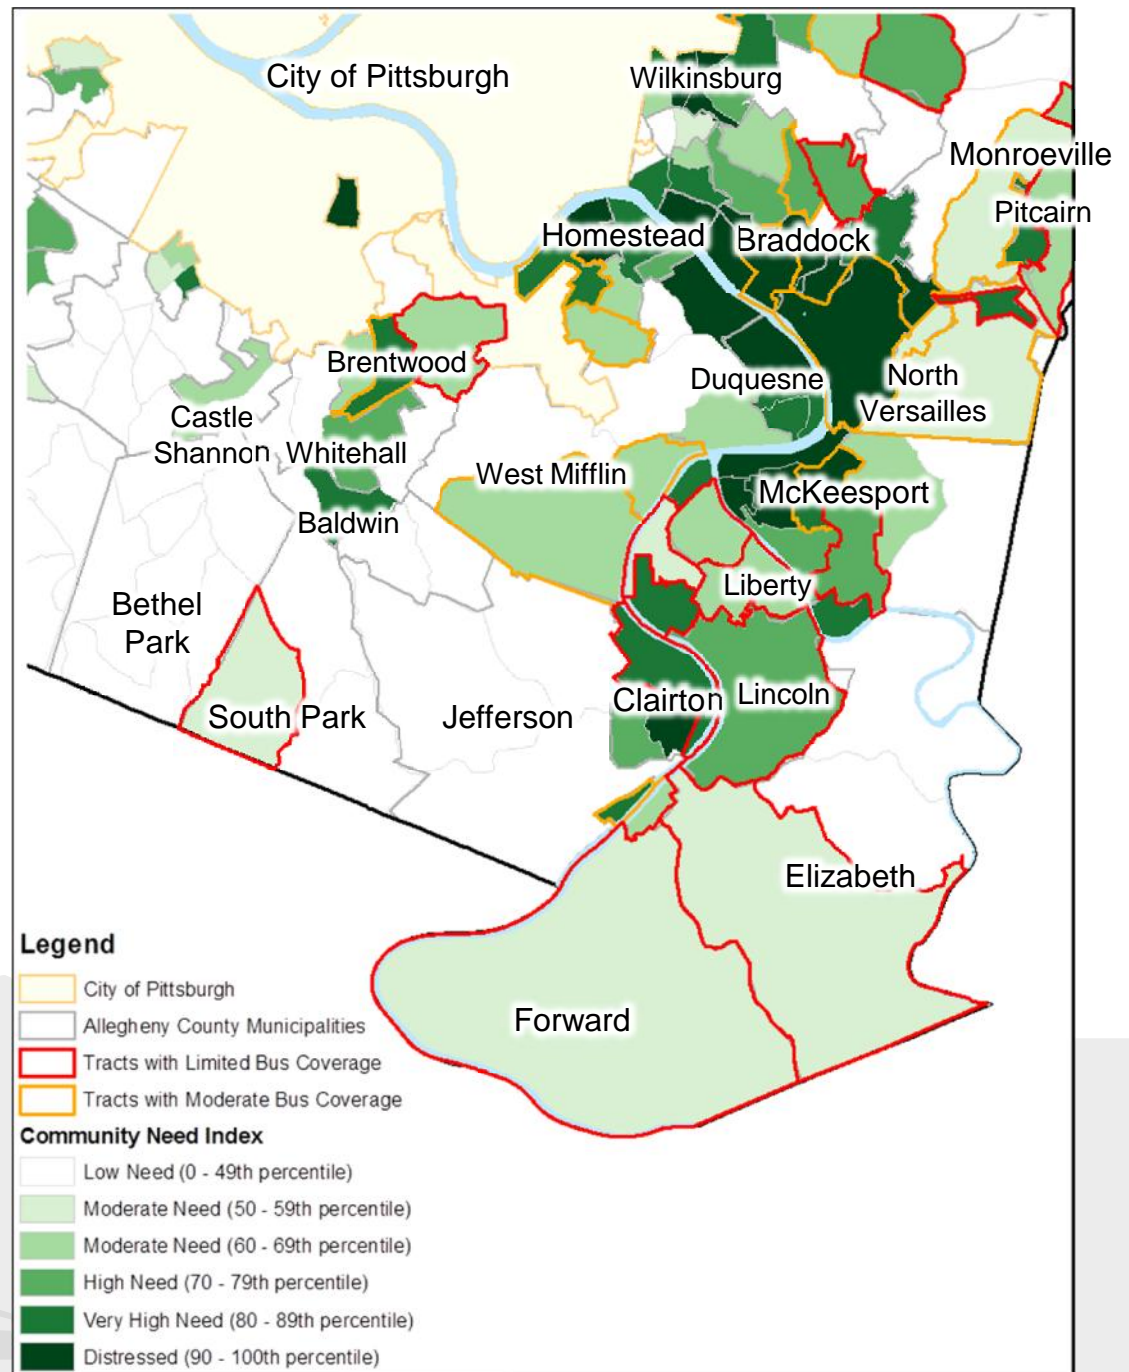 City of Pittsburgh
Wilkinsburg
Monroeville
Pitcairn
Homestead
Braddock
Brentwood
Duquesne
North
Versailles
Castle
Shannon
Whitehall
West Mifflin
McKeesport
Baldwin
Liberty
Bethel
Park
South Park
Jefferson
Clairton
Lincoln
Elizabeth
Forward
Legend
City of Pittsburgh
Allegheny County Municipalities
Tracts with Limited Bus Coverage
Tracts with Moderate Bus Coverage
Community Need Index
Low Need (0 - 49th percentile)
Moderate Need (50 - 59th percentile)
Moderate Need (60 - 69th percentile)
High Need (70 - 79th percentile)
Very High Need (80 - 89th percentile)
Distressed (90 - 100th percentile)